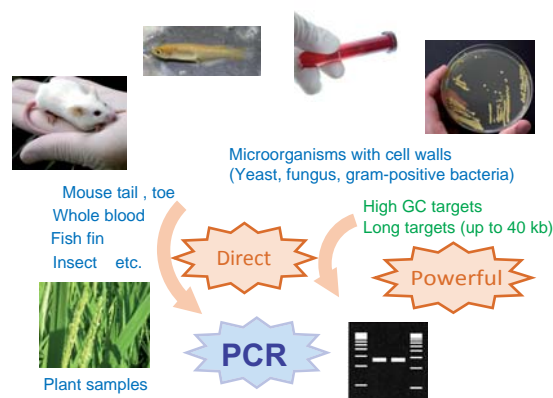 Microorganisms with cell walls
(Yeast, fungus, gram-positive bacteria)
Mouse tail , toe
Whole blood
Fish fin
Insect etc.
High GC targets
Long targets (up to 40 kb)
Direct
Powerful
PCR
Plant samples